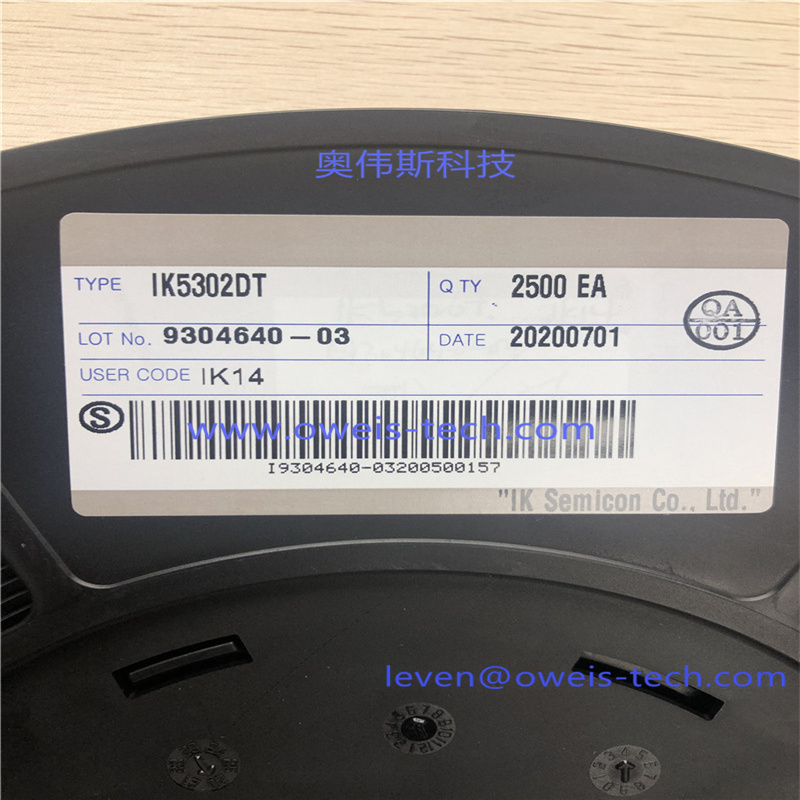 奥伟斯科技
TYPE IK5302DT Q TY 2500 EA
QA
001
LOT No. 9304640-03 DATE 20200701
USER CODE IK14
S
www.oweis-tech.com
I9304640-03200500157
"IK Semicon Co., Ltd."
leven@oweis-tech.com